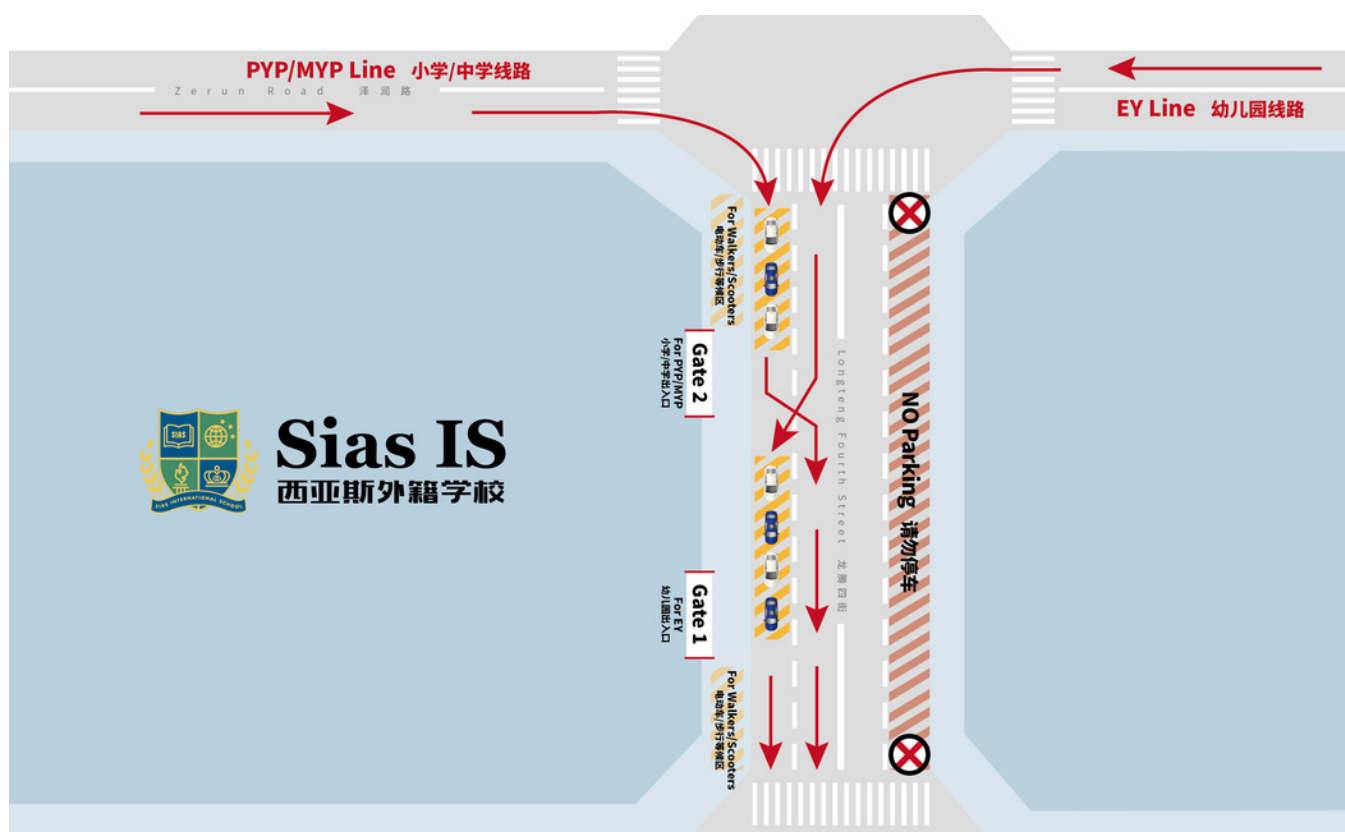 PYP/MYP Line 小学/中学线路
Zerun Road 泽润路
EY Line 幼儿园线路
For Walkers/Scooters
电动车/步行等候区
Gate 2
For PYP/MYP
小学/中学出入口
Longteng Fourth Street 龙腾四街
NO Parking 请勿停车
SIAS
SIAS INTERNATIONAL SCHOOL
Sias IS
西亚斯外籍学校
Gate 1
For EY
幼儿园出入口
For Walkers/Scooters
电动车/步行等候区